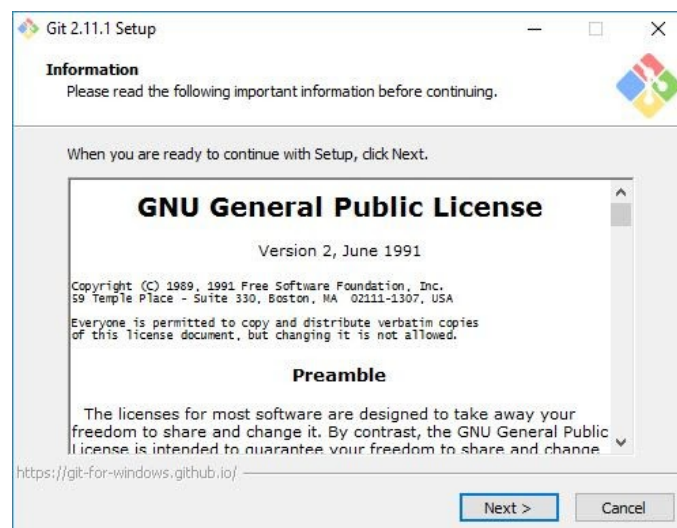 Git 2.11.1 Setup
Information
Please read the following important information before continuing.
When you are ready to continue with Setup, click Next.
GNU General Public License
Version 2, June 1991
Copyright (C) 1989, 1991 Free Software Foundation, Inc.
59 Temple Place - Suite 330, Boston, MA  02111-1307, USA
Everyone is permitted to copy and distribute verbatim copies
of this license document, but changing it is not allowed.
Preamble
The licenses for most software are designed to take away your
freedom to share and change it. By contrast, the GNU General Public
License is intended to guarantee your freedom to share and change
https://git-for-windows.github.io/
Next >
Cancel